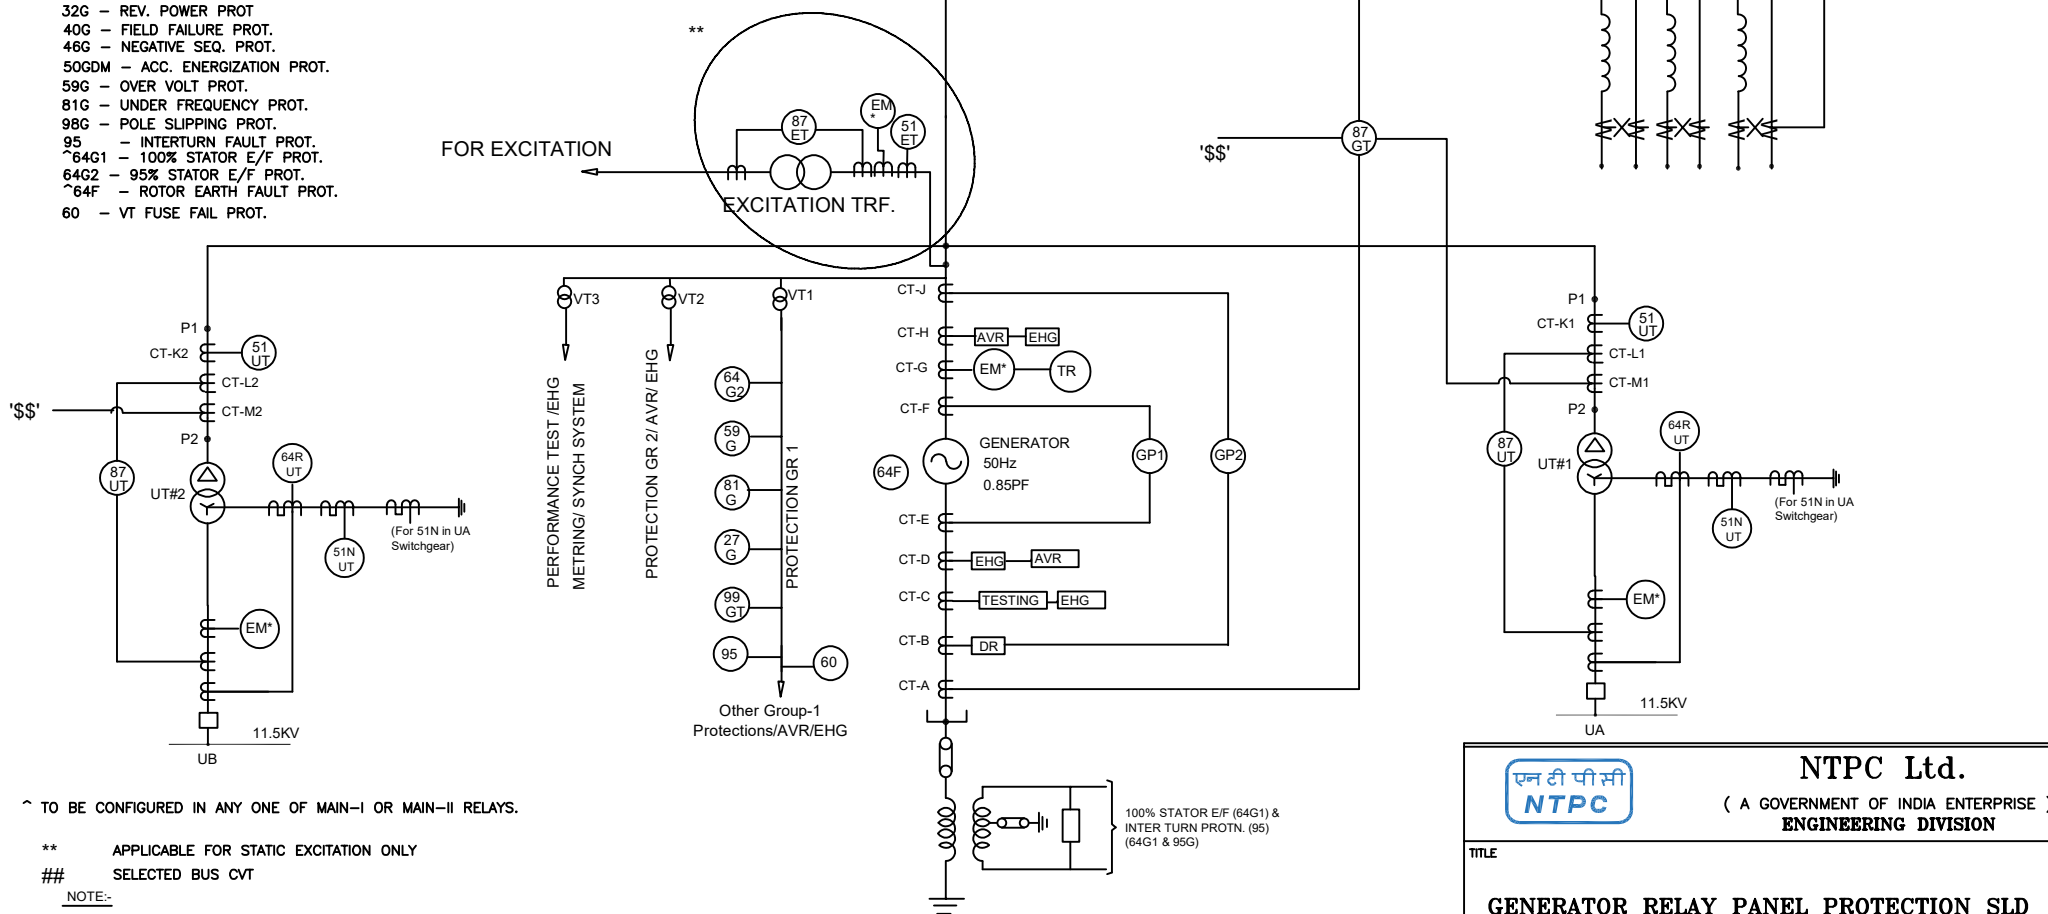 32G – REV. POWER PROT
40G – FIELD FAILURE PROT.
46G – NEGATIVE SEQ. PROT.
50GDM – ACC. ENERGIZATION PROT.
59G – OVER VOLT PROT.
81G – UNDER FREQUENCY PROT.
98G – POLE SLIPPING PROT.
95 – INTERTURN FAULT PROT.
^64G1 – 100% STATOR E/F PROT.
64G2 – 95% STATOR E/F PROT.
^64F – ROTOR EARTH FAULT PROT.
60 – VT FUSE FAIL PROT.
**
87
ET
EM
*
51
ET
FOR EXCITATION
EXCITATION TRF.
'$$'
87
GT
VT3
VT2
VT1
PERFORMANCE TEST /EHG
METRING/ SYNCH SYSTEM
PROTECTION GR 2/ AVR/ EHG
PROTECTION GR 1
64
G2
59
G
81
G
27
G
99
GT
95
60
Other Group-1
Protections/AVR/EHG
P1
CT-K2
51
UT
CT-L2
'$$'
CT-M2
P2
87
UT
64R
UT
UT#2
51N
UT
(For 51N in UA
Switchgear)
EM*
11.5KV
UB
CT-J
CT-H
AVR
EHG
CT-G
EM*
TR
CT-F
64F
GENERATOR
50Hz
0.85PF
GP1
GP2
CT-E
CT-D
EHG
AVR
CT-C
TESTING
EHG
CT-B
DR
CT-A
100% STATOR E/F (64G1) &
INTER TURN PROTN. (95)
(64G1 & 95G)
P1
CT-K1
51
UT
CT-L1
CT-M1
P2
87
UT
64R
UT
UT#1
51N
UT
(For 51N in UA
Switchgear)
EM*
11.5KV
UA
^ TO BE CONFIGURED IN ANY ONE OF MAIN–I OR MAIN–II RELAYS.
** APPLICABLE FOR STATIC EXCITATION ONLY
## SELECTED BUS CVT
NOTE:-
एन टी पी सी
NTPC
NTPC Ltd.
( A GOVERNMENT OF INDIA ENTERPRISE )
ENGINEERING DIVISION
TITLE
GENERATOR RELAY PANEL PROTECTION SLD